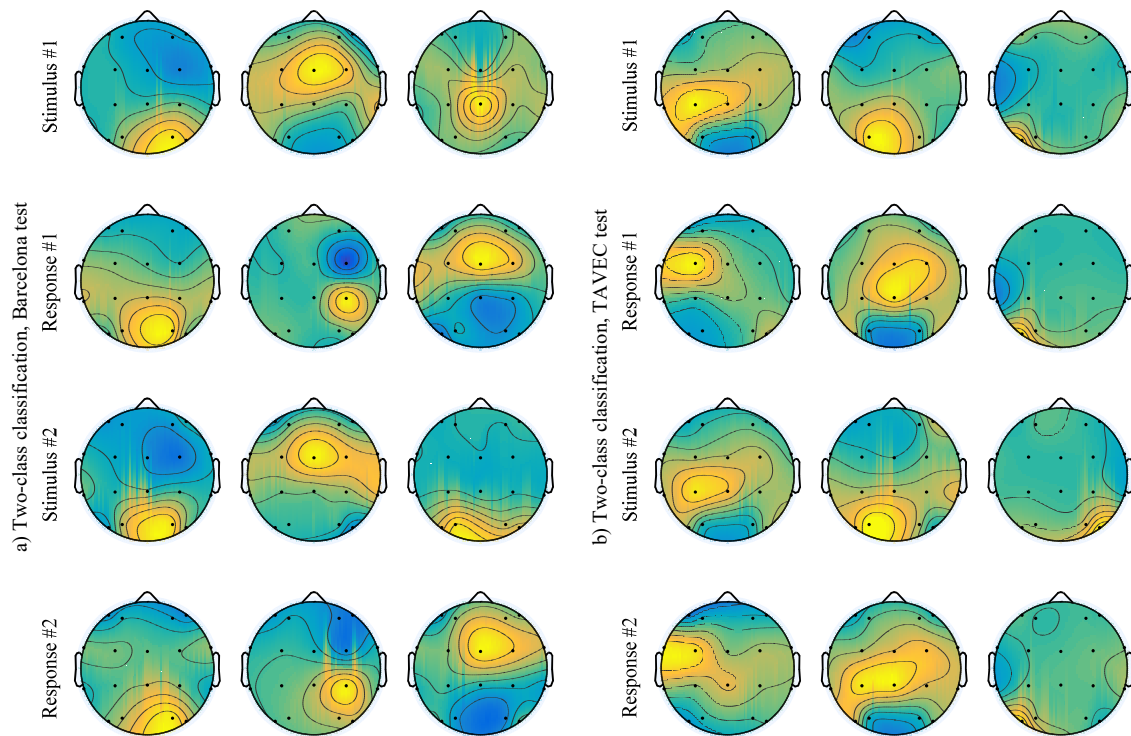 a) Two-class classification, Barcelona test
Stimulus #1
Response #1
Stimulus #2
Response #2
b) Two-class classification, TAVEC test
Stimulus #1
Response #1
Stimulus #2
Response #2